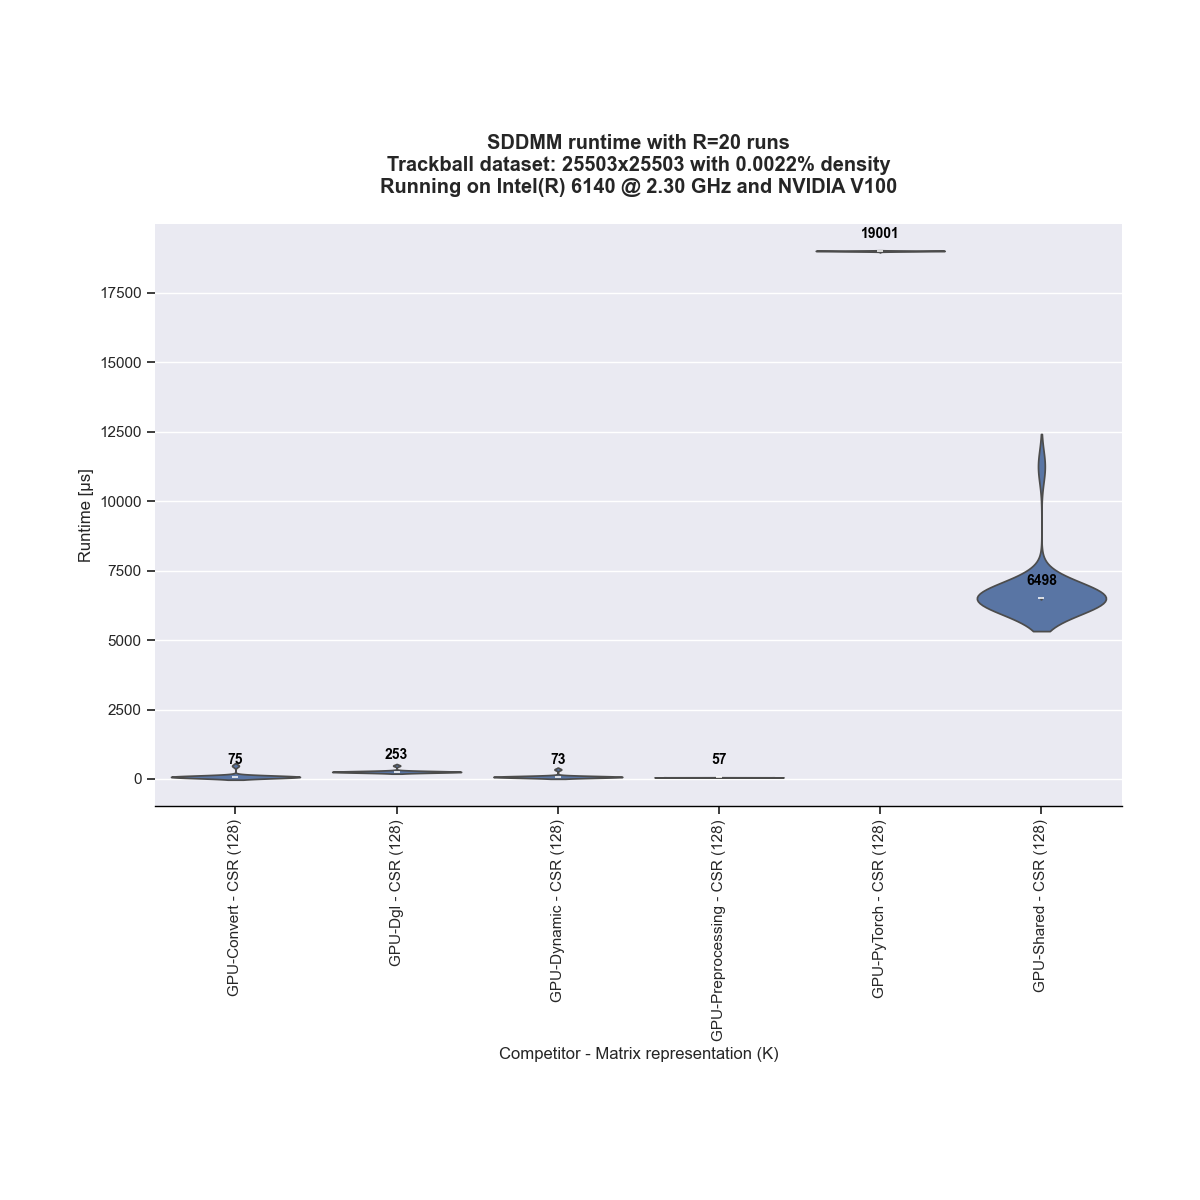 SDDMM runtime with R=20 runs
Trackball dataset: 25503x25503 with 0.0022% density
Running on Intel(R) 6140 @ 2.30 GHz and NVIDIA V100
19001
17500
15000
12500
10000
7500
5000
2500
0
Runtime [µs]
6498
75
253
73
57
GPU-Convert - CSR (128)
GPU-Dgl - CSR (128)
GPU-Dynamic - CSR (128)
GPU-Preprocessing - CSR (128)
GPU-PyTorch - CSR (128)
GPU-Shared - CSR (128)
Competitor - Matrix representation (K)